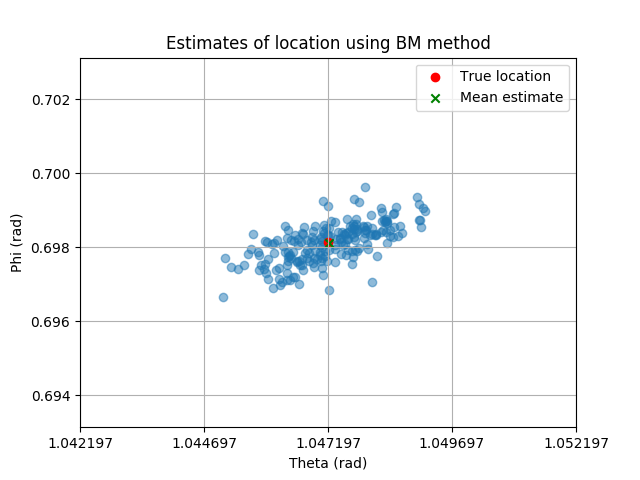 Estimates of location using BM method
True location
Mean estimate
Phi (rad)
0.702
0.700
0.698
0.696
0.694
1.042197 1.044697 1.047197 1.049697 1.052197
Theta (rad)